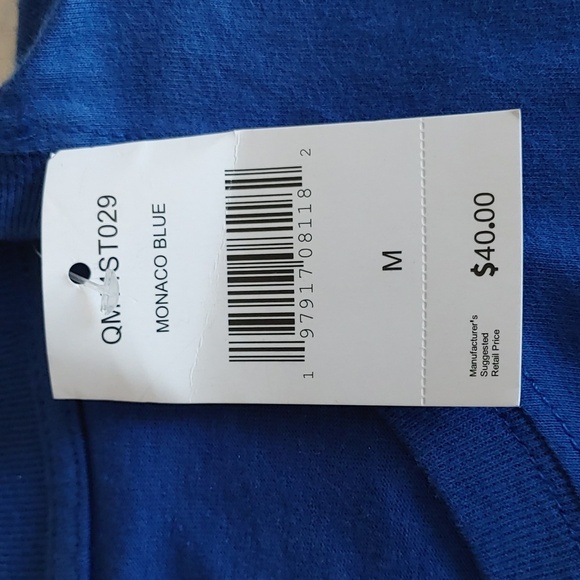 MONACO BLUE
1 97917 08118 2
M
Manufacturer's
Suggested
Retail Price
$40.00